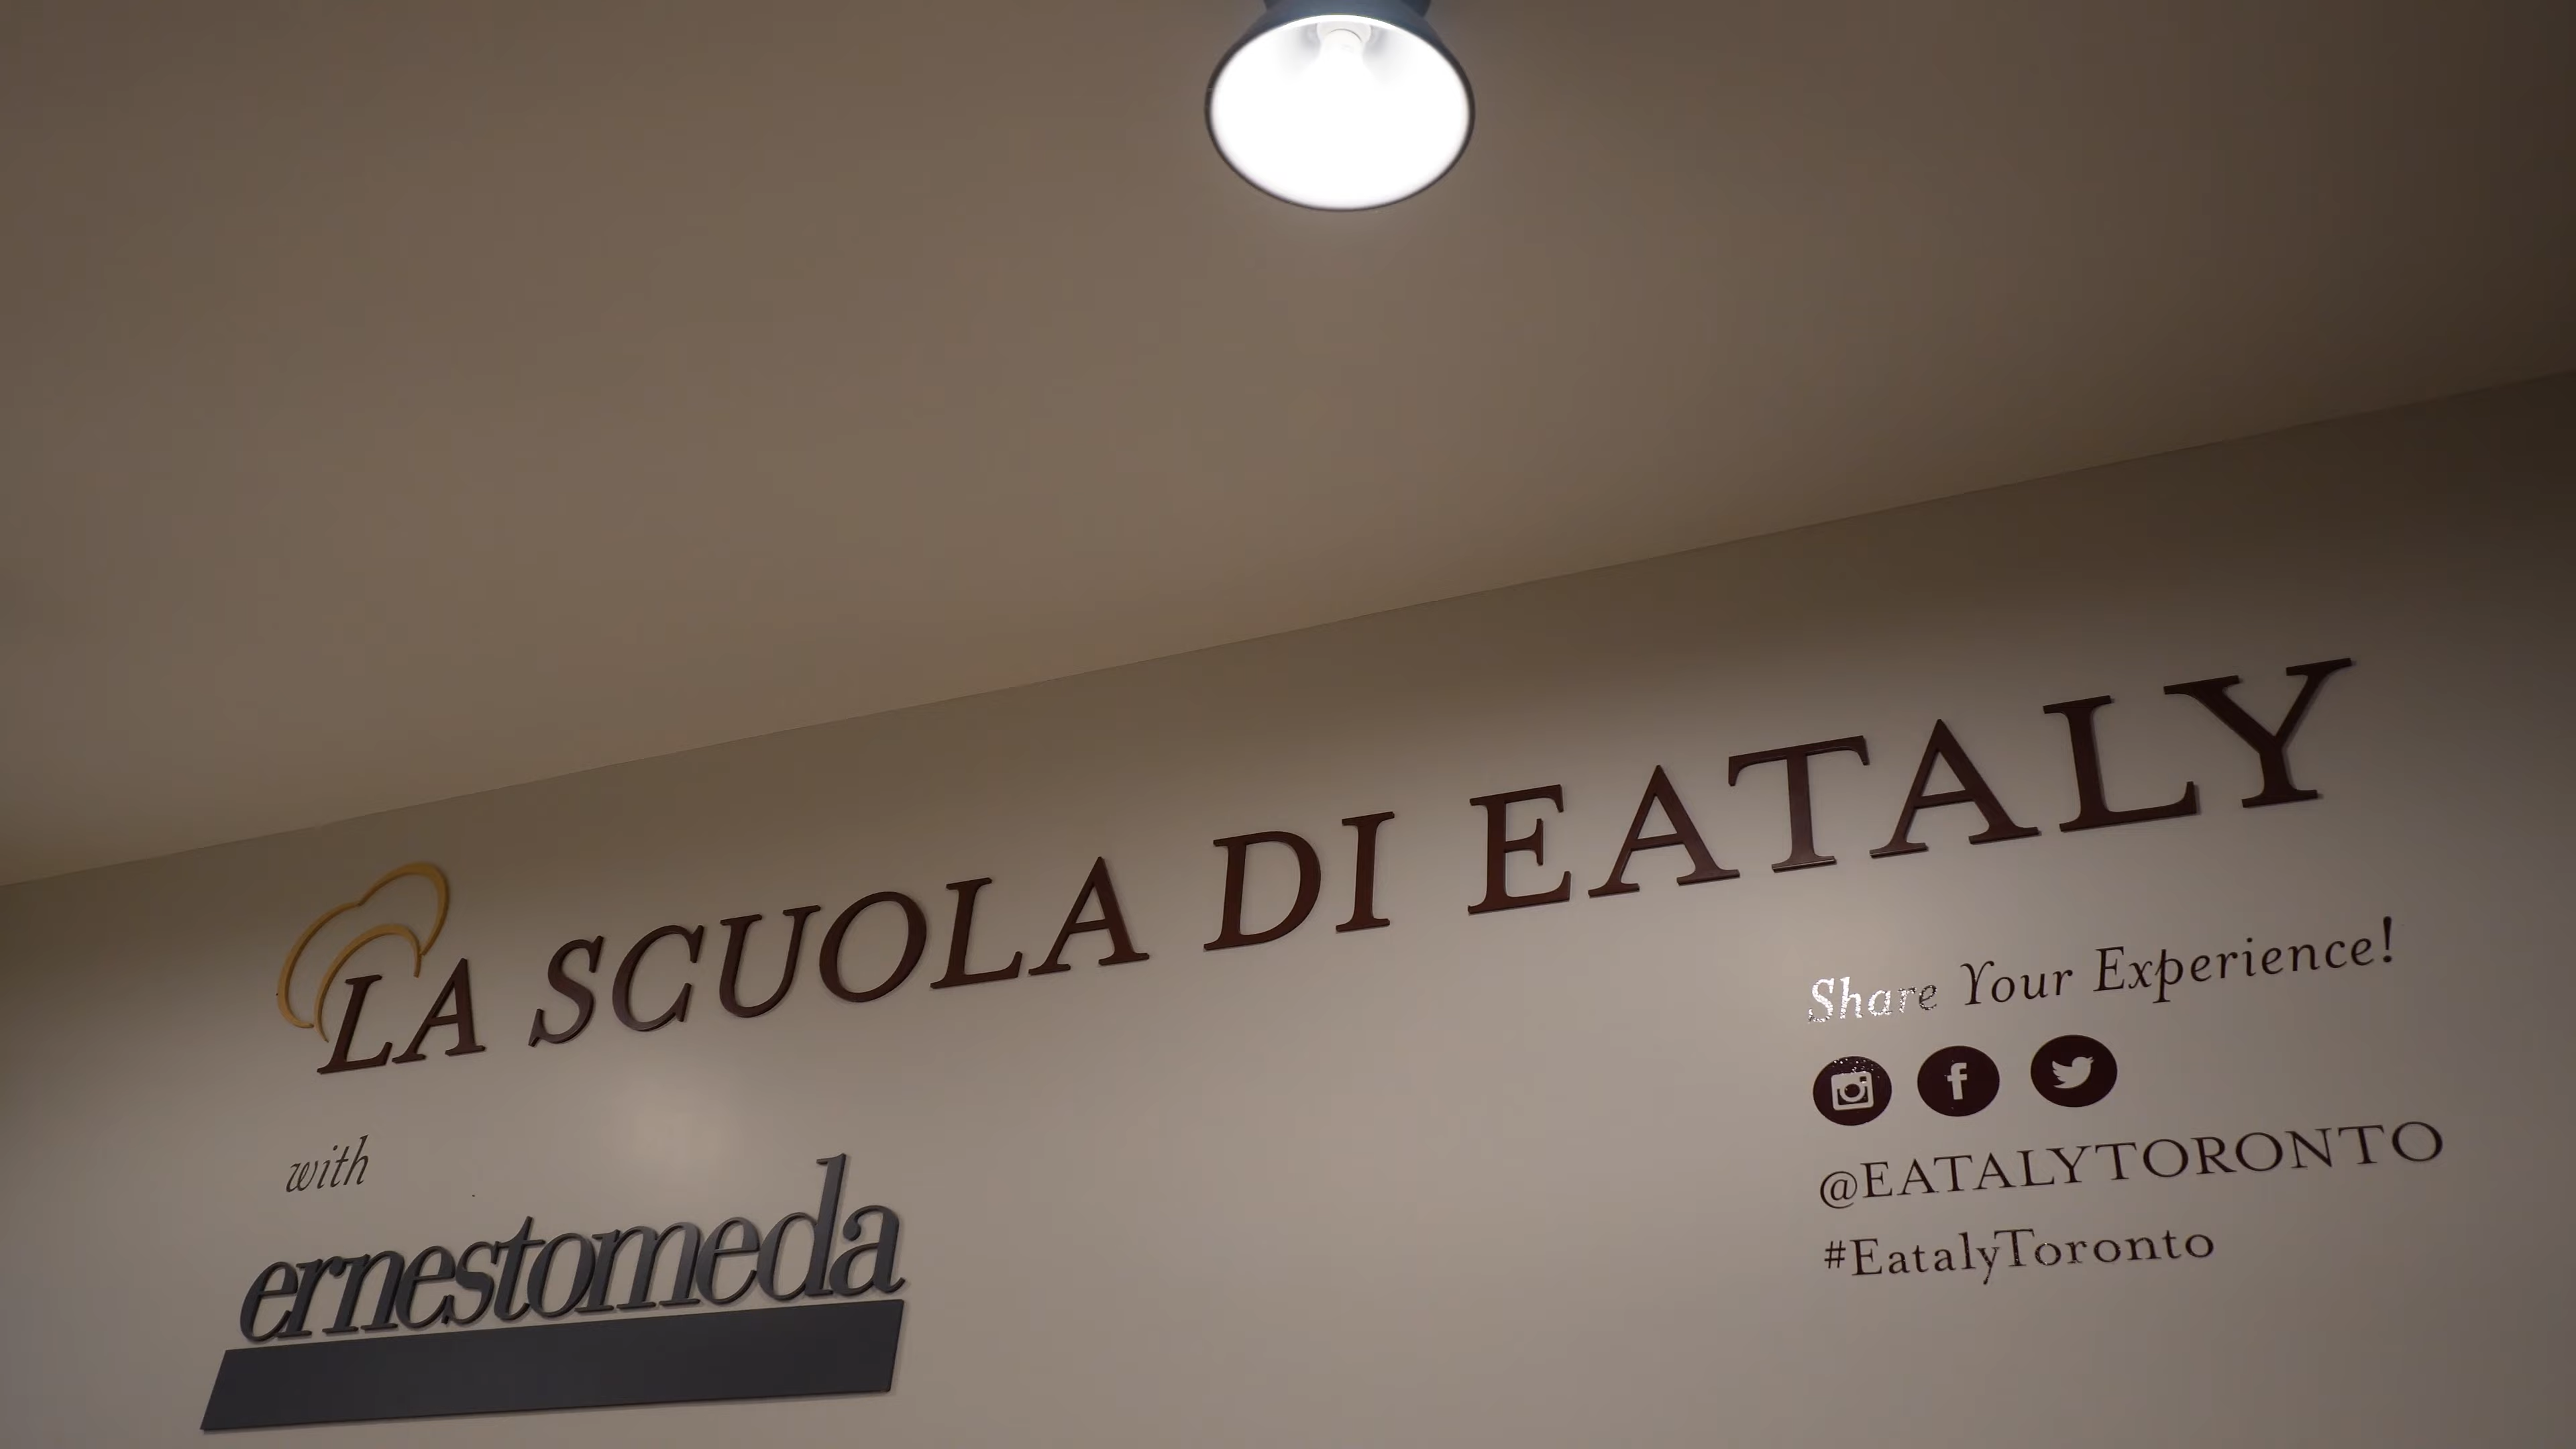 LA SCUOLA DI EATALY
with
ernestomeda
Share Your Experience!
@EATALYTORONTO
#EatalyToronto